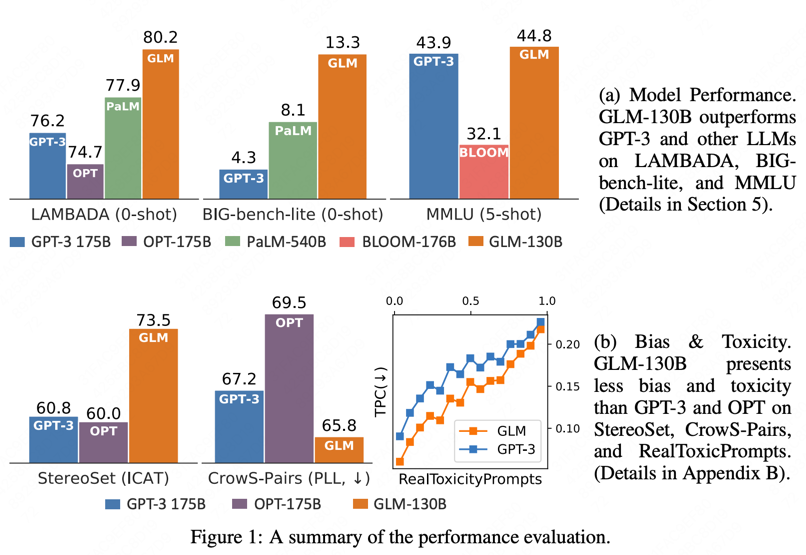 76.2
GPT-3
74.7
OPT
77.9
PaLM
80.2
GLM
LAMBADA (0-shot)
4.3
GPT-3
8.1
PaLM
13.3
GLM
BIG-bench-lite (0-shot)
43.9
GPT-3
32.1
BLOOM
44.8
GLM
MMLU (5-shot)
GPT-3 175B OPT-175B PaLM-540B BLOOM-176B GLM-130B
(a) Model Performance.
GLM-130B outperforms
GPT-3 and other LLMs
on LAMBADA, BIG-
bench-lite, and MMLU
(Details in Section 5).
60.8
GPT-3
60.0
OPT
73.5
GLM
StereoSet (ICAT)
67.2
GPT-3
69.5
OPT
65.8
GLM
CrowS-Pairs (PLL, ↓)
0.0 0.5 1.0
TPC(↓)
0.20
0.15
0.10
GLM
GPT-3
RealToxicityPrompts
GPT-3 175B OPT-175B GLM-130B
(b) Bias & Toxicity.
GLM-130B presents
less bias and toxicity
than GPT-3 and OPT on
StereoSet, CrowS-Pairs,
and RealToxicPrompts.
(Details in Appendix B).
Figure 1: A summary of the performance evaluation.